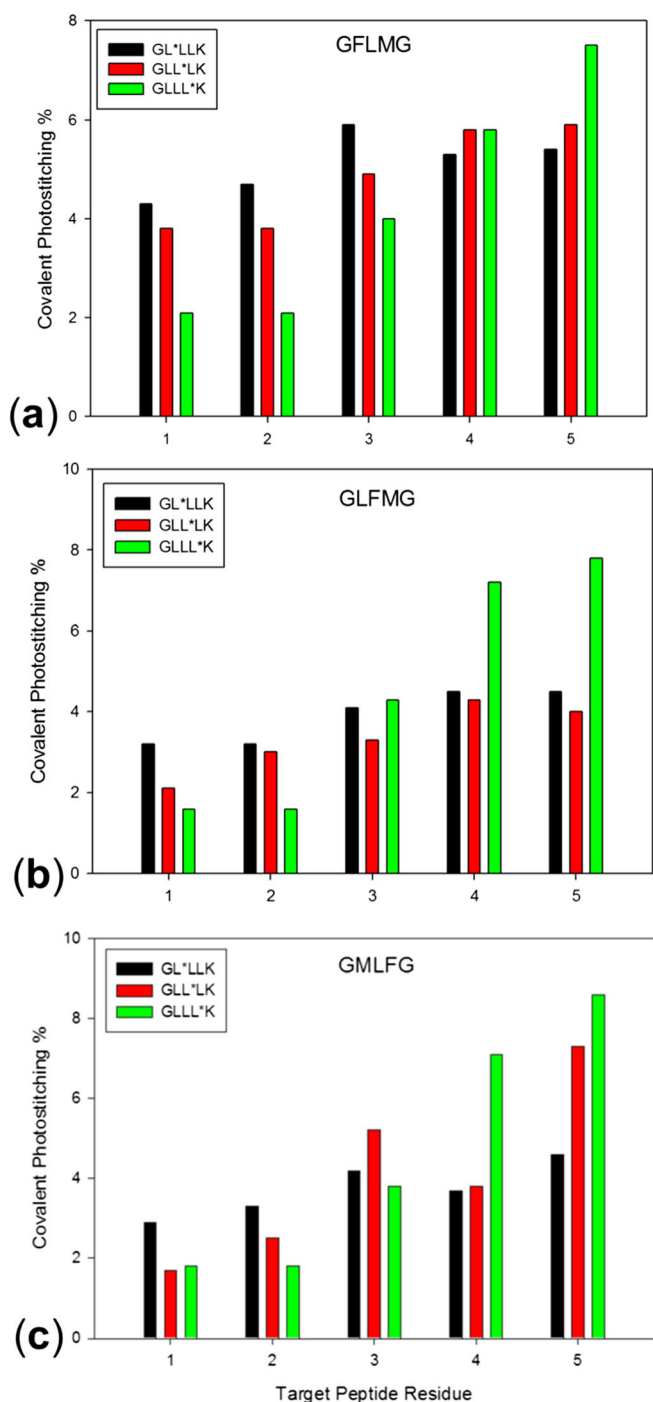 8
GFLMG
GL*LLK
GLL*LK
GLLL*K
6
4
2
0
Covalent Photostitching %
1 2 3 4 5
(a)
10
GLFMG
GL*LLK
GLL*LK
GLLL*K
8
6
4
2
0
Covalent Photostitching %
1 2 3 4 5
(b)
10
GMLFG
GL*LLK
GLL*LK
GLLL*K
8
6
4
2
0
Covalent Photostitching %
1 2 3 4 5
(c)
Target Peptide Residue